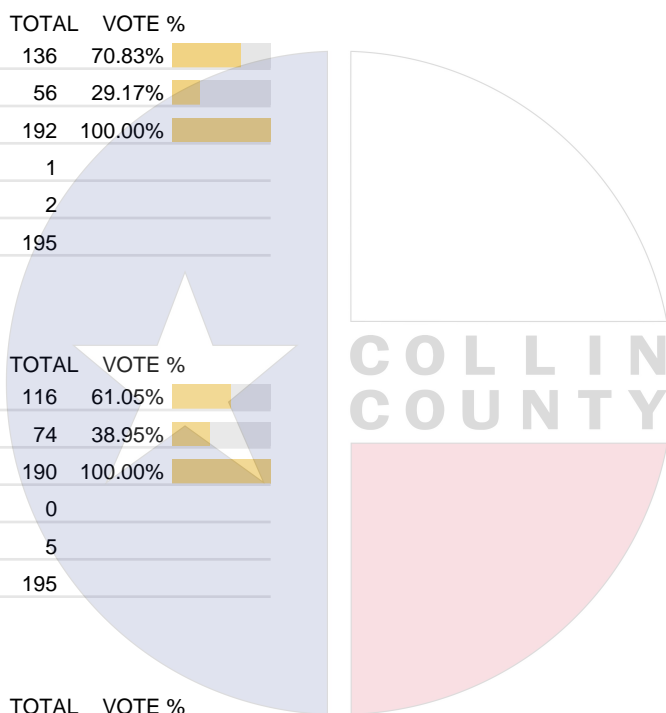 TOTAL VOTE %
136 70.83%
56 29.17%
192 100.00%
1
2
195
TOTAL VOTE %
116 61.05%
74 38.95%
190 100.00%
0
5
195
TOTAL VOTE %
COLLIN
COUNTY